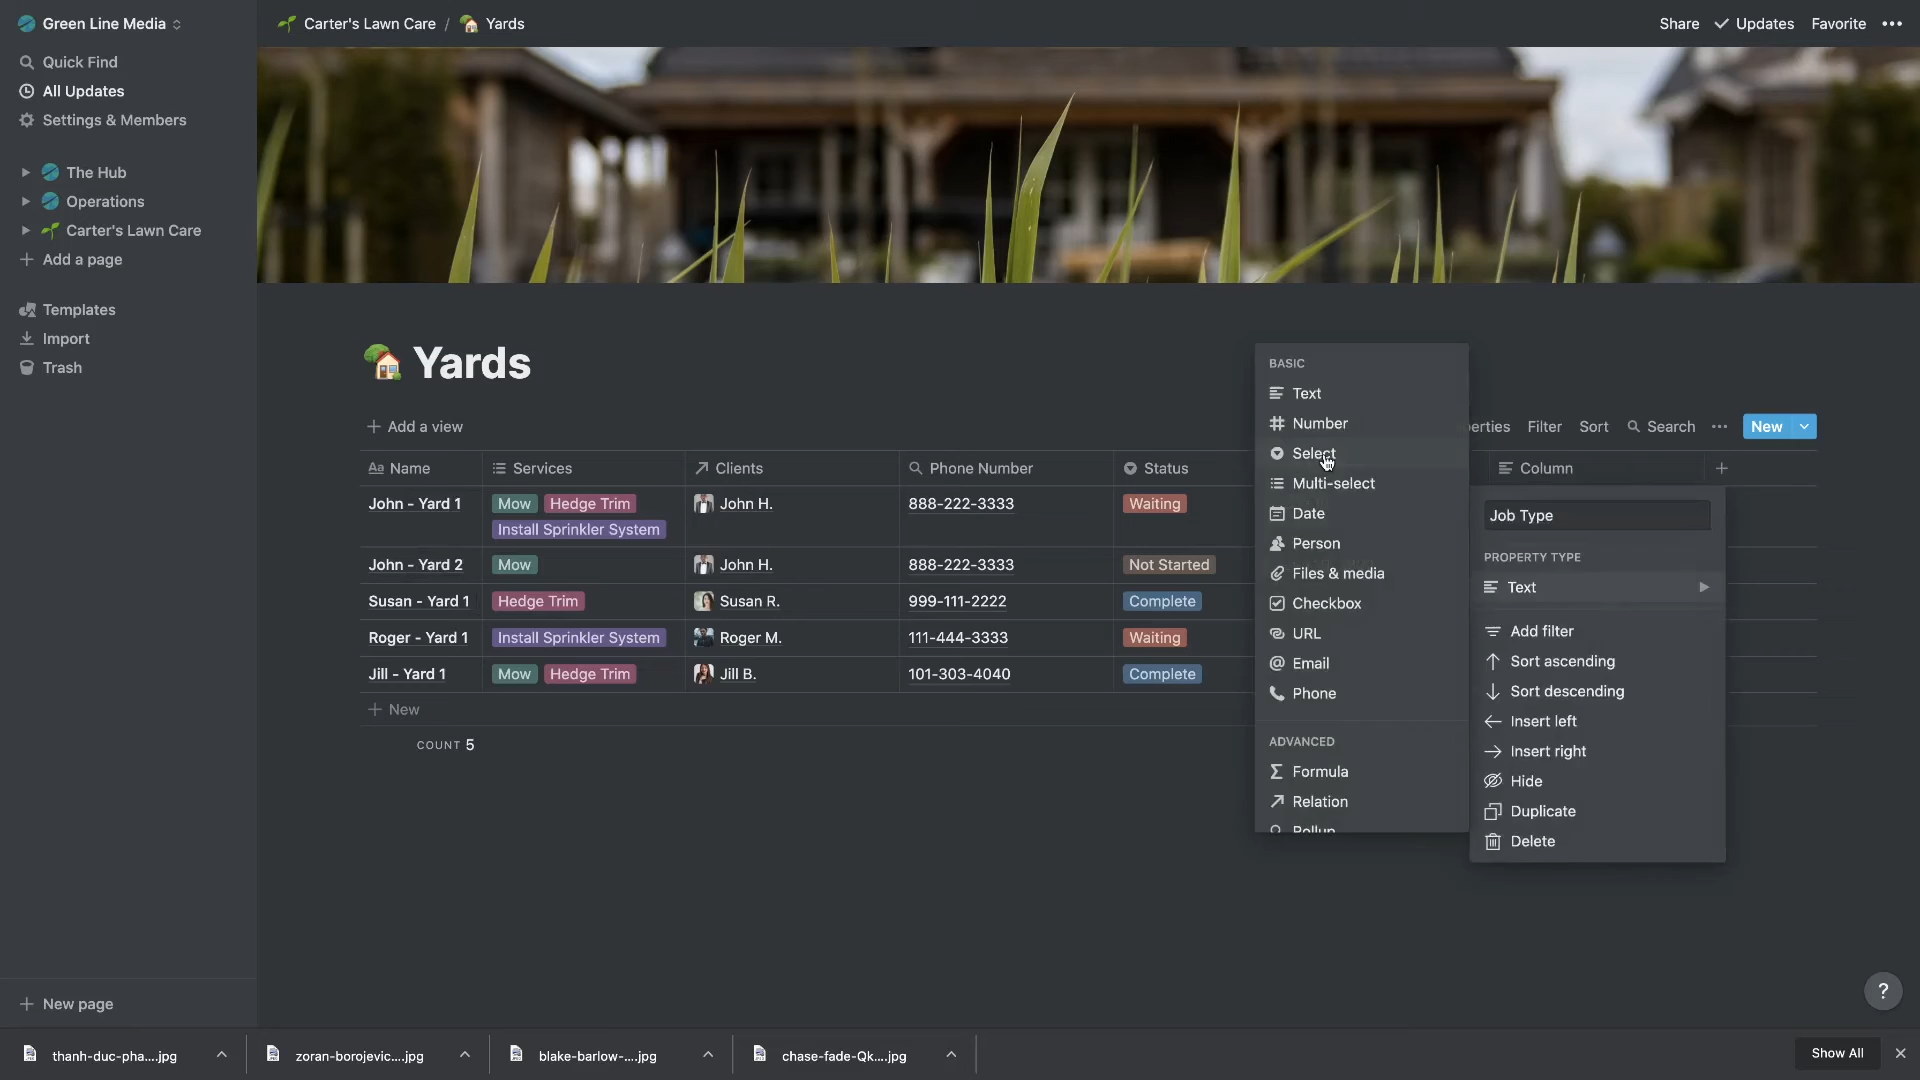 Green Line Media
Carter's Lawn Care / Yards
Share Updates Favorite
Quick Find
All Updates
Settings & Members
The Hub
Operations
Carter's Lawn Care
Add a page
Templates
Import
Trash
Yards
Add a view
Filter Sort Search New
Name Services Clients Phone Number Status Column
John - Yard 1 Mow Hedge Trim John H. 888-222-3333 Waiting
Install Sprinkler System
John - Yard 2 Mow John H. 888-222-3333 Not Started
Susan - Yard 1 Hedge Trim Susan R. 999-111-2222 Complete
Roger - Yard 1 Install Sprinkler System Roger M. 111-444-3333 Waiting
Jill - Yard 1 Mow Hedge Trim Jill B. 101-303-4040 Complete
New
COUNT 5
BASIC
Text
Number
Select
Multi-select
Date
Person
Files & media
Checkbox
URL
Email
Phone
ADVANCED
Formula
Relation
Rollup
Job Type
PROPERTY TYPE
Text
Add filter
Sort ascending
Sort descending
Insert left
Insert right
Hide
Duplicate
Delete
New page
?
thanh-duc-pha....jpg
zoran-borojevic....jpg
blake-barlow-....jpg
chase-fade-Qk....jpg
Show All